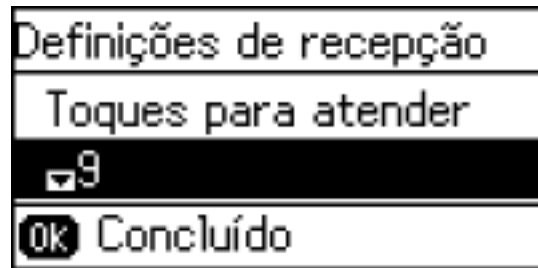 Definições de recepção
Toques para atender
9
OK Concluído